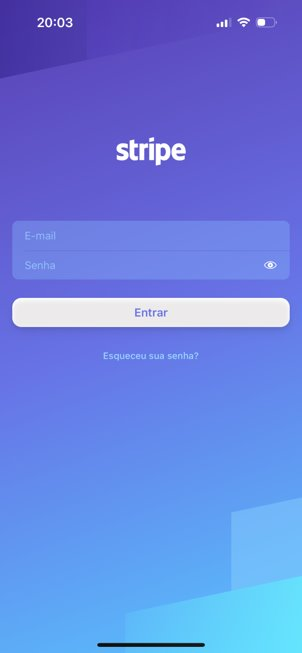 20:03
stripe
E-mail
Senha
Entrar
Esqueceu sua senha?